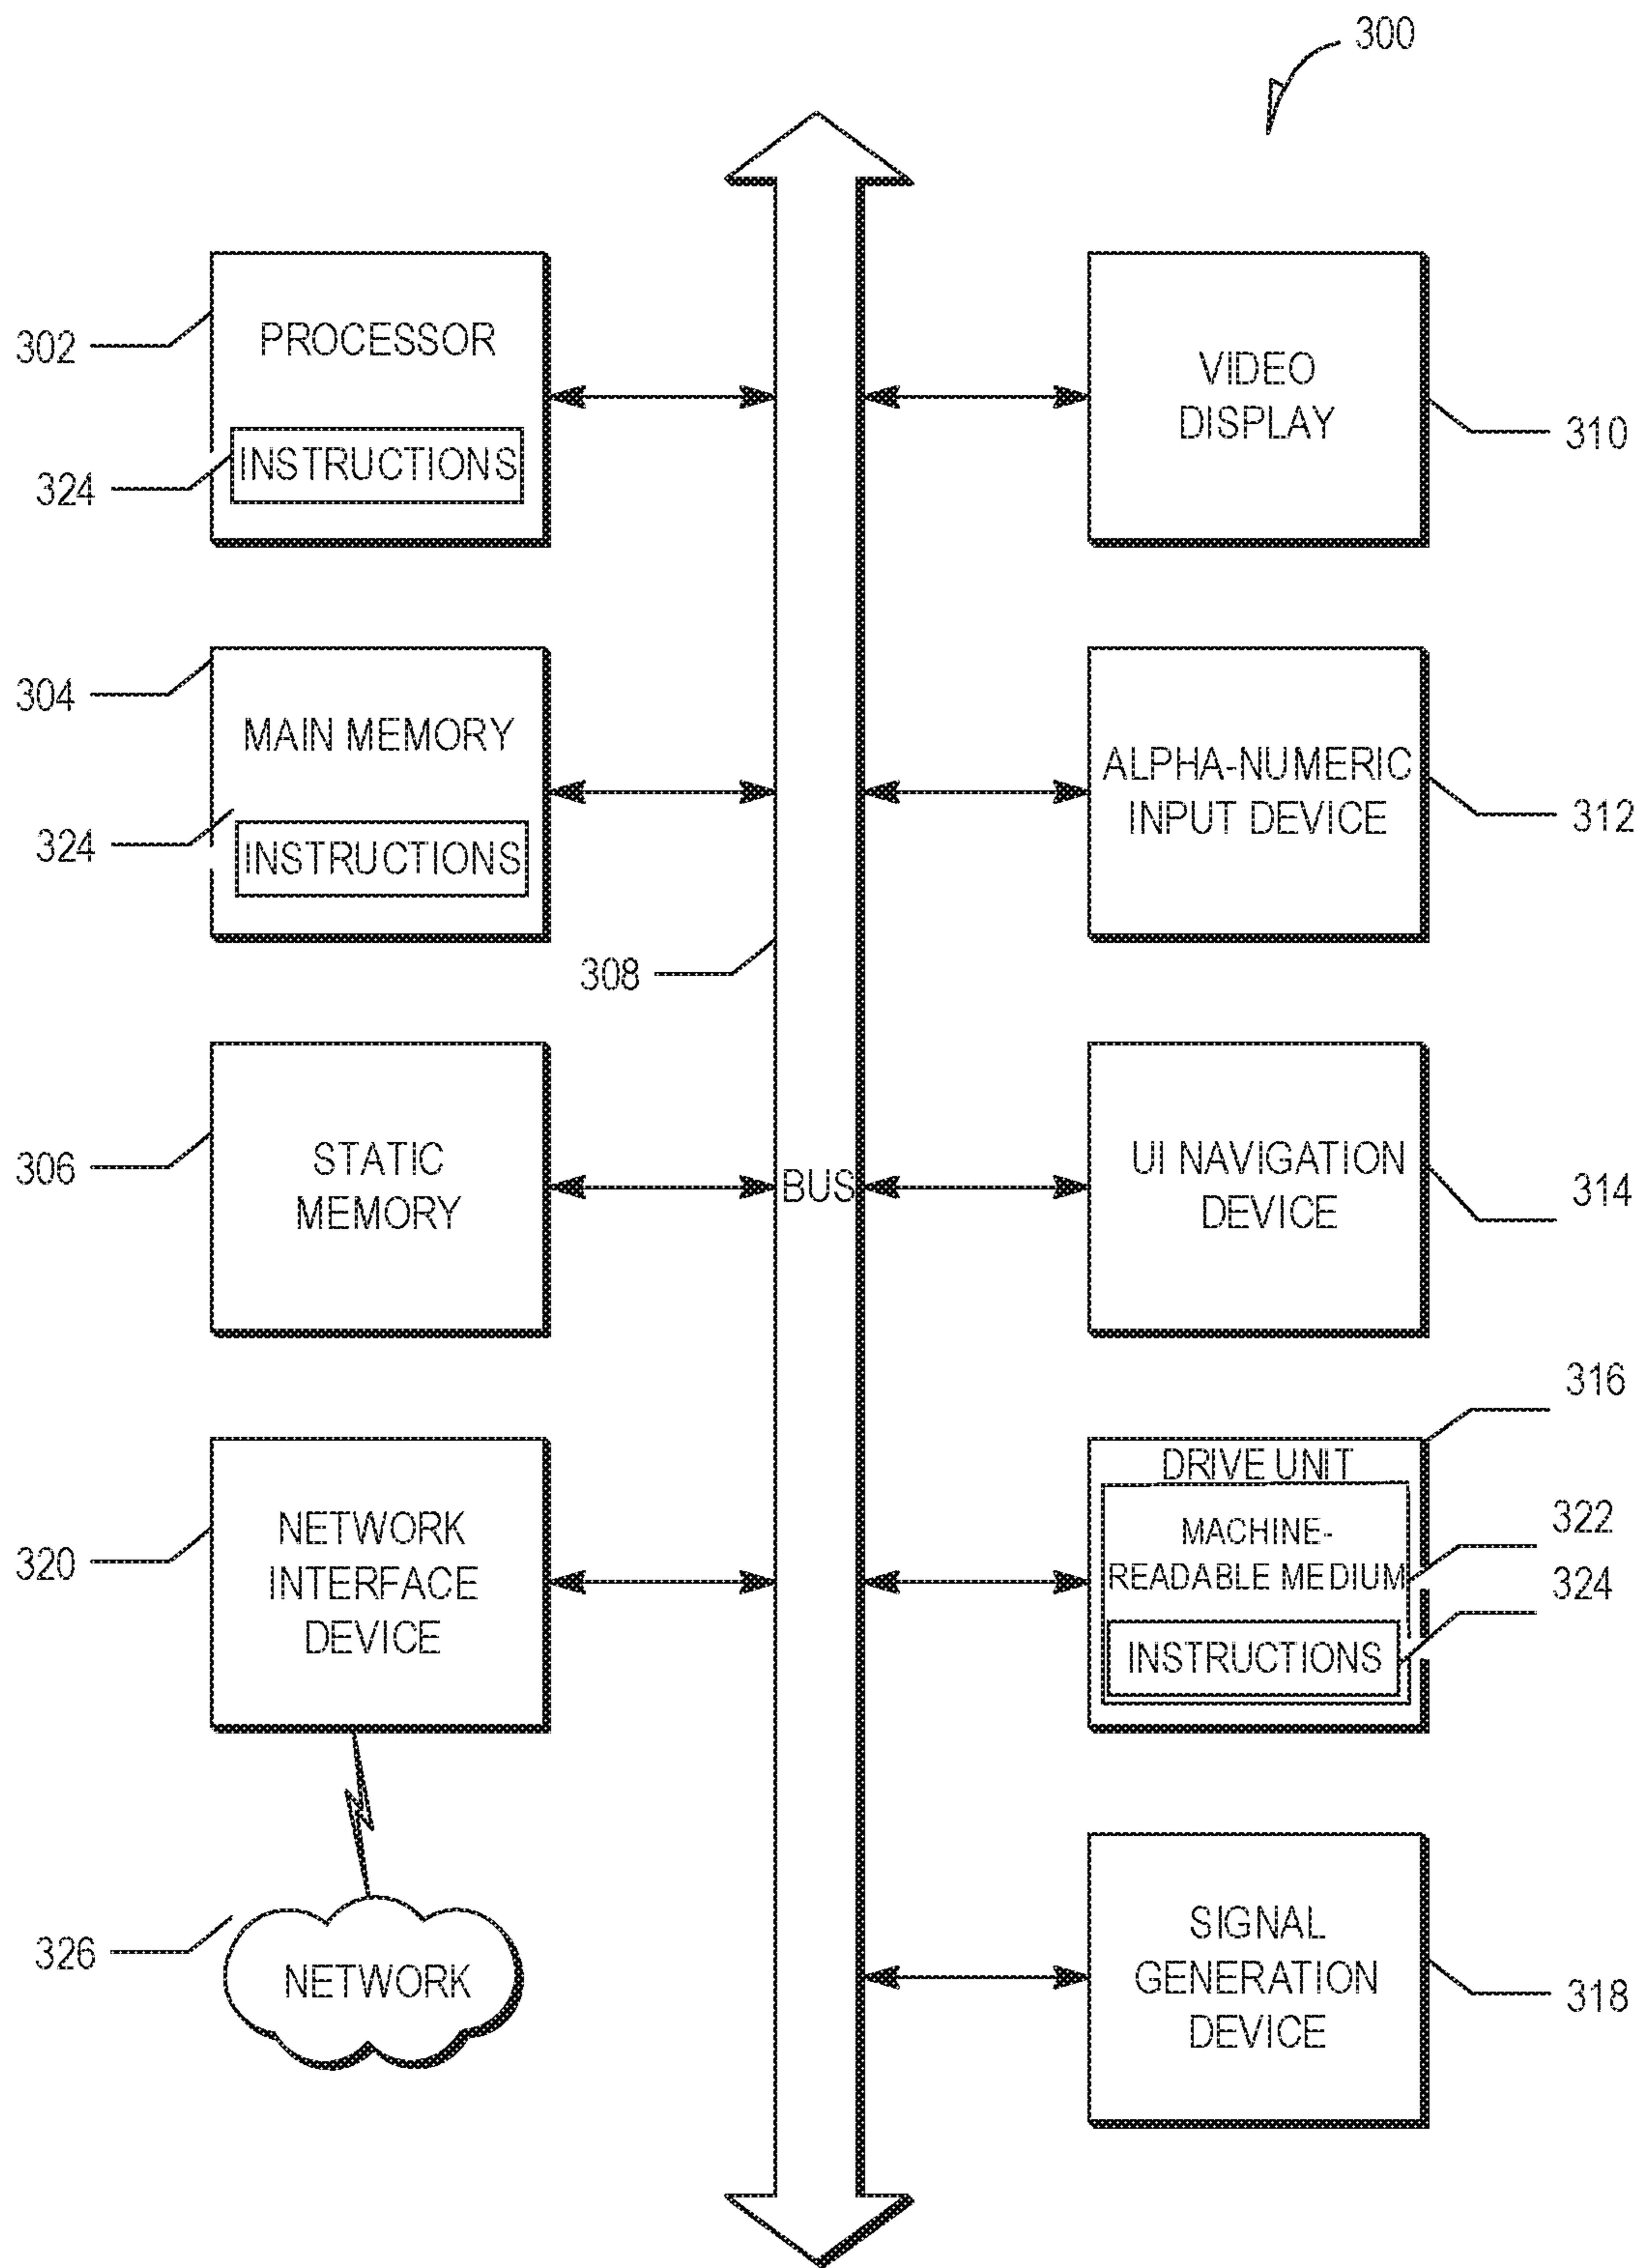 300
302
PROCESSOR
324
INSTRUCTIONS
VIDEO
DISPLAY
310
304
MAIN MEMORY
324
INSTRUCTIONS
ALPHA-NUMERIC
INPUT DEVICE
312
308
306
STATIC
MEMORY
BUS
UI NAVIGATION
DEVICE
314
316
320
NETWORK
INTERFACE
DEVICE
DRIVE UNIT
MACHINE-
READABLE MEDIUM
322
324
INSTRUCTIONS
326
NETWORK
SIGNAL
GENERATION
DEVICE
318